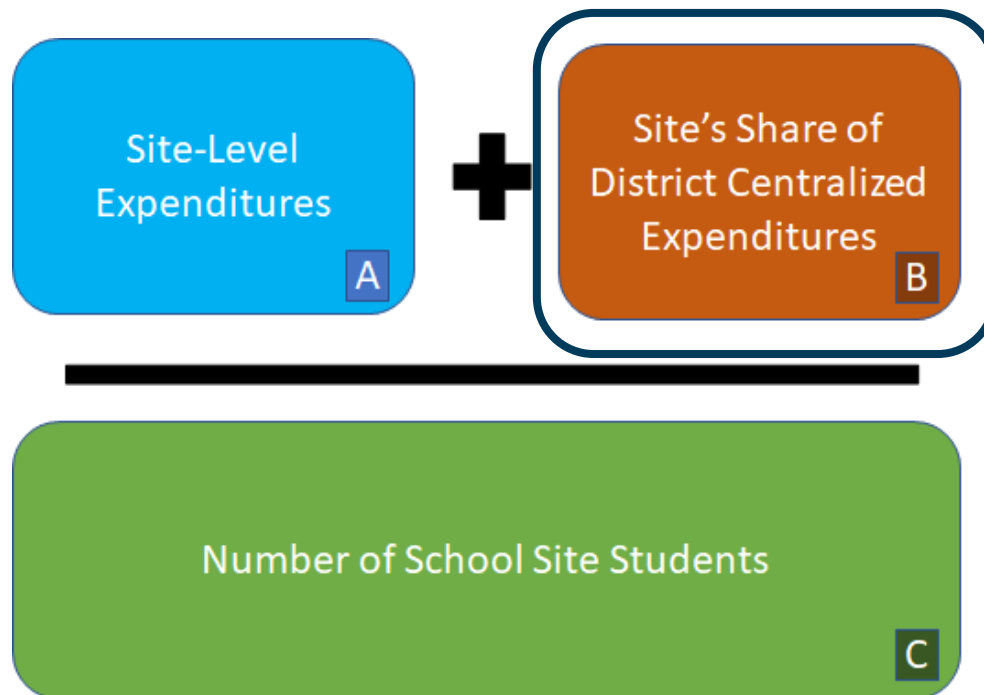 Site-Level
Expenditures
A
Site's Share of
District Centralized
Expenditures
B
Number of School Site Students
C